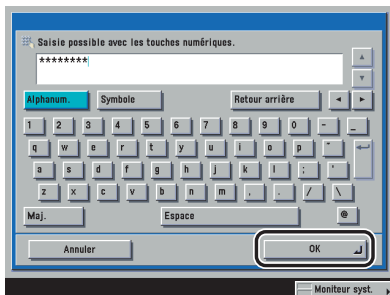 Saisie possible avec les touches numériques.
********
Alphanum. Symbole Retour arrière
1 2 3 4 5 6 7 8 9 0 - _
q w e r t y u i o p ~
a s d f g h j k l ; :
z x c v b n m , . / \
Maj. Espace @
Annuler OK
Moniteur syst.